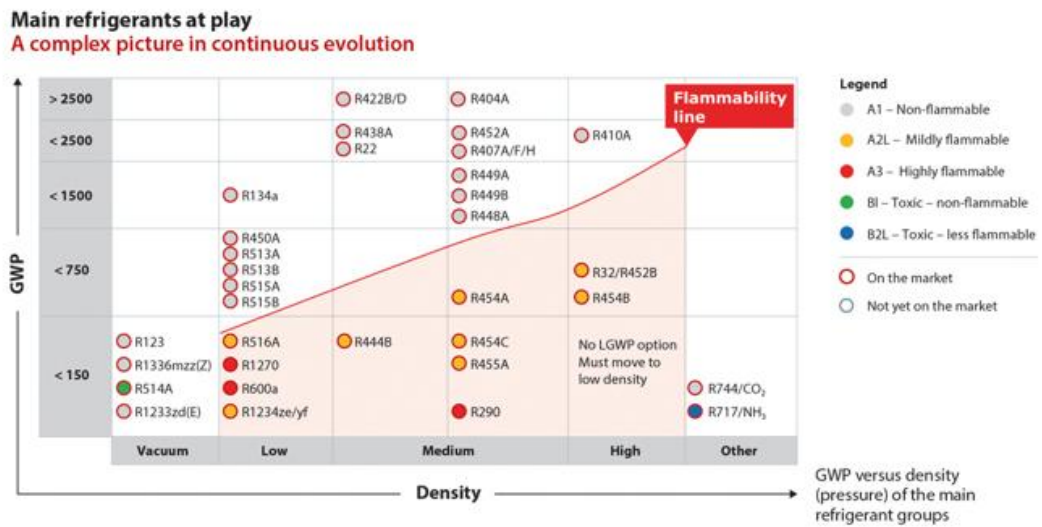 Main refrigerants at play
A complex picture in continuous evolution
GWP
> 2500
R422B/D
R404A
Flammability
line
< 2500
R438A
R22
R452A
R407A/F/H
R410A
< 1500
R134a
R449A
R449B
R448A
< 750
R450A
R513A
R513B
R515A
R515B
R454A
R32/R452B
R454B
< 150
R123
R1336mzz(Z)
R514A
R1233zd(E)
R516A
R1270
R600a
R1234ze/yf
R444B
R454C
R455A
R290
No LGWP option
Must move to
low density
R744/CO₂
R717/NH₃
Vacuum
Low
Medium
High
Other
Density
Legend
A1 – Non-flammable
A2L – Mildly flammable
A3 – Highly flammable
Bl – Toxic – non-flammable
B2L – Toxic – less flammable
On the market
Not yet on the market
GWP versus density
(pressure) of the main
refrigerant groups